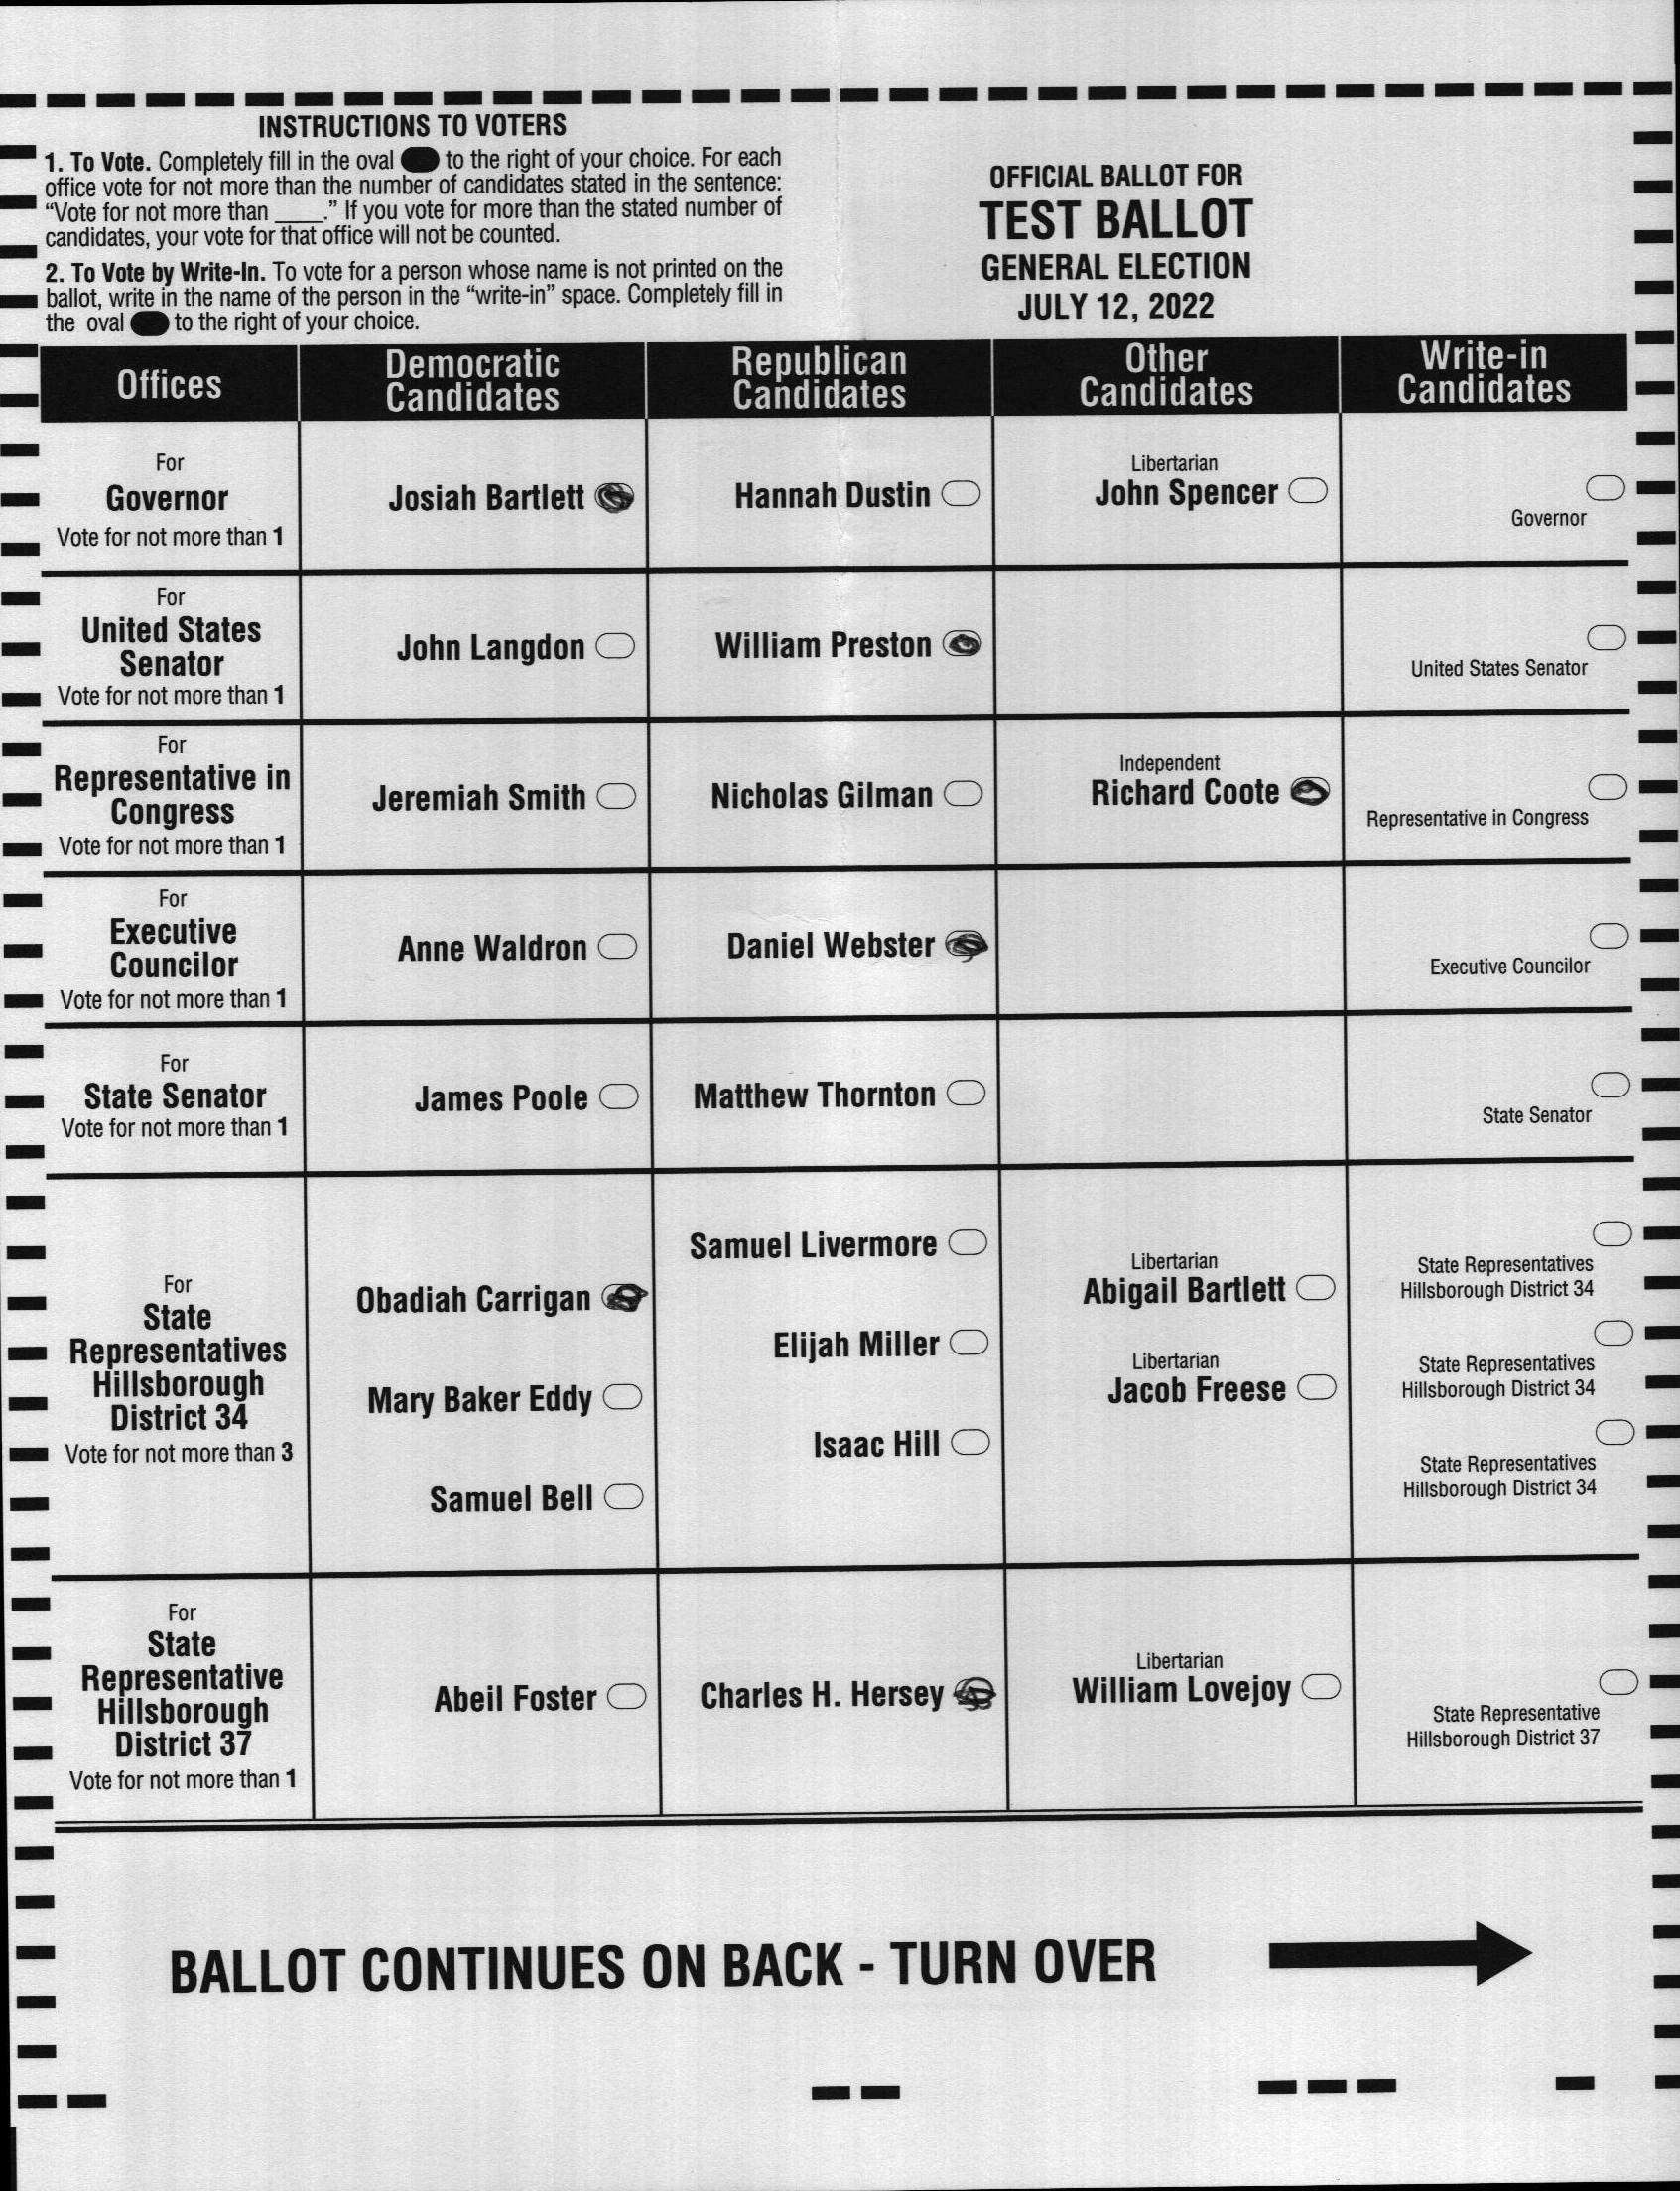 INSTRUCTIONS TO VOTERS
1. To Vote. Completely fill in the oval to the right of your choice. For each
office vote for not more than the number of candidates stated in the sentence:
“Vote for not more than ____.” If you vote for more than the stated number of
candidates, your vote for that office will not be counted.
2. To Vote by Write-In. To vote for a person whose name is not printed on the
ballot, write in the name of the person in the “write-in” space. Completely fill in
the oval to the right of your choice.
OFFICIAL BALLOT FOR
TEST BALLOT
GENERAL ELECTION
JULY 12, 2022
Offices
Democratic
Candidates
Republican
Candidates
Other
Candidates
Write-in
Candidates
For
Governor
Vote for not more than 1
Josiah Bartlett
Hannah Dustin
Libertarian
John Spencer
Governor
For
United States
Senator
Vote for not more than 1
John Langdon
William Preston
United States Senator
For
Representative in
Congress
Vote for not more than 1
Jeremiah Smith
Nicholas Gilman
Independent
Richard Coote
Representative in Congress
For
Executive
Councilor
Vote for not more than 1
Anne Waldron
Daniel Webster
Executive Councilor
For
State Senator
Vote for not more than 1
James Poole
Matthew Thornton
State Senator
For
State
Representatives
Hillsborough
District 34
Vote for not more than 3
Obadiah Carrigan
Mary Baker Eddy
Samuel Bell
Samuel Livermore
Elijah Miller
Isaac Hill
Libertarian
Abigail Bartlett
Libertarian
Jacob Freese
State Representatives
Hillsborough District 34
State Representatives
Hillsborough District 34
State Representatives
Hillsborough District 34
For
State
Representative
Hillsborough
District 37
Vote for not more than 1
Abeil Foster
Charles H. Hersey
Libertarian
William Lovejoy
State Representative
Hillsborough District 37
BALLOT CONTINUES ON BACK - TURN OVER